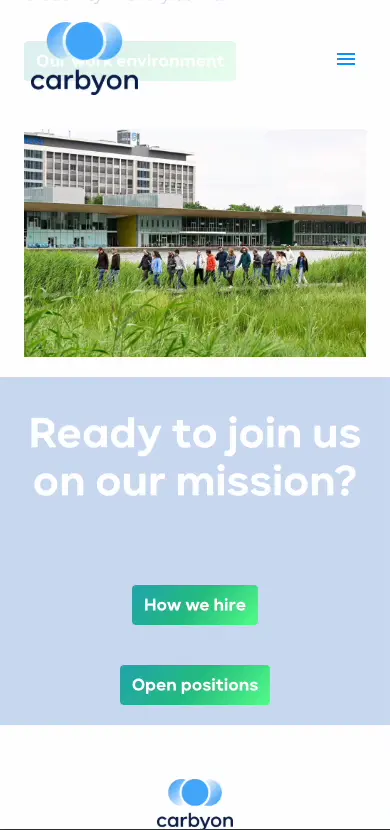 Our work environment
carbyon
Ready to join us
on our mission?
How we hire
Open positions
carbyon